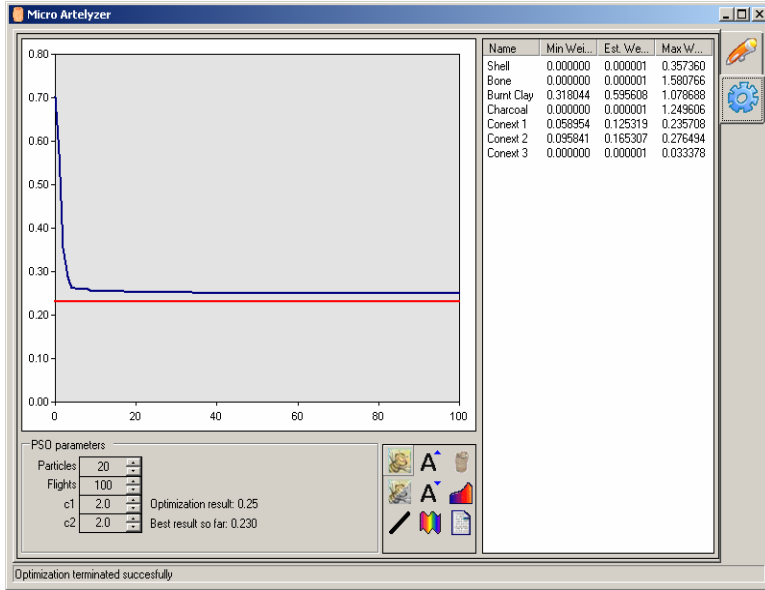 Micro Artelyzer
0.80
0.70
0.60
0.50
0.40
0.30
0.20
0.10
0.00
0 20 40 60 80 100
Name Min Wei... Est. We... Max W...
Shell 0.000000 0.000001 0.357360
Bone 0.000000 0.000001 1.580766
Burnt Clay 0.318044 0.595608 1.078688
Charcoal 0.000000 0.000001 1.249606
Conext 1 0.058954 0.125319 0.235708
Conext 2 0.095841 0.165307 0.276494
Conext 3 0.000000 0.000001 0.033378
PSO parameters
Particles 20
Flights 100
c1 2.0 Optimization result: 0.25
c2 2.0 Best result so far: 0.230
A
A
Optimization terminated succesfully